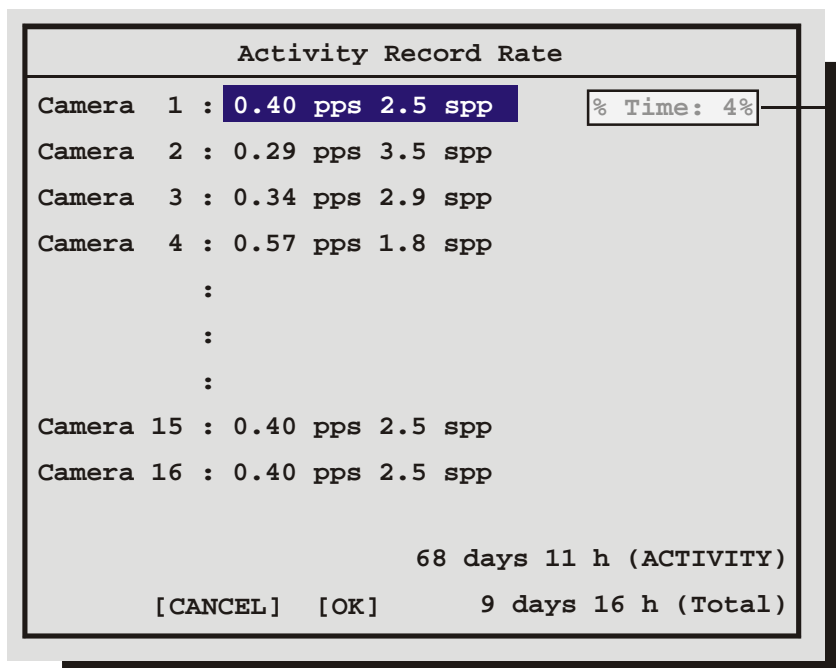 Activity Record Rate
Camera 1 : 0.40 pps 2.5 spp % Time: 4%
Camera 2 : 0.29 pps 3.5 spp
Camera 3 : 0.34 pps 2.9 spp
Camera 4 : 0.57 pps 1.8 spp
:
:
:
Camera 15 : 0.40 pps 2.5 spp
Camera 16 : 0.40 pps 2.5 spp
68 days 11 h (ACTIVITY)
[CANCEL] [OK] 9 days 16 h (Total)